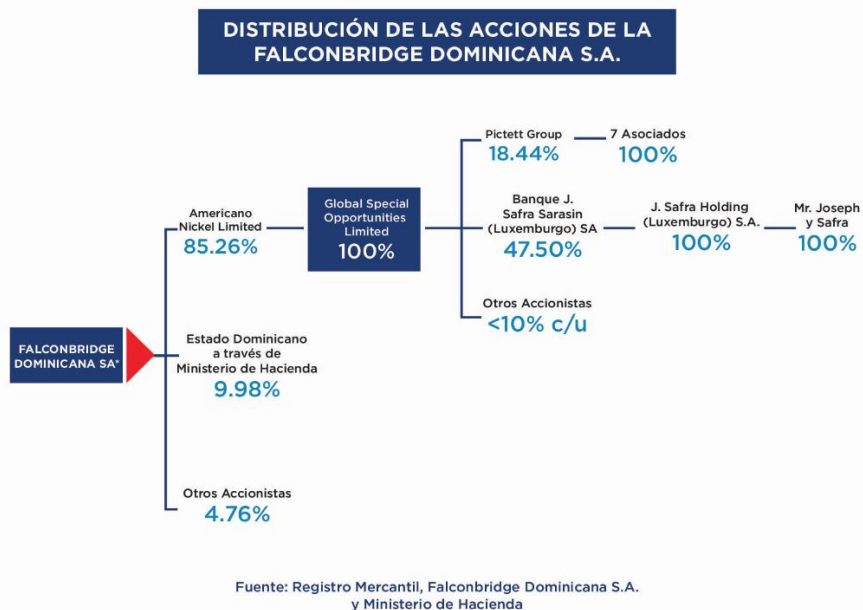 DISTRIBUCIÓN DE LAS ACCIONES DE LA
FALCONBRIDGE DOMINICANA S.A.
FALCONBRIDGE
DOMINICANA SA*
Americano
Nickel Limited
85.26%
Global Special
Opportunities
Limited
100%
Pictett Group
18.44%
7 Asociados
100%
Banque J.
Safra Sarasin
(Luxemburgo) SA
47.50%
J. Safra Holding
(Luxemburgo) S.A.
100%
Mr. Joseph
y Safra
100%
Otros Accionistas
<10% c/u
Estado Dominicano
a través de
Ministerio de Hacienda
9.98%
Otros Accionistas
4.76%
Fuente: Registro Mercantil, Falconbridge Dominicana S.A.
y Ministerio de Hacienda